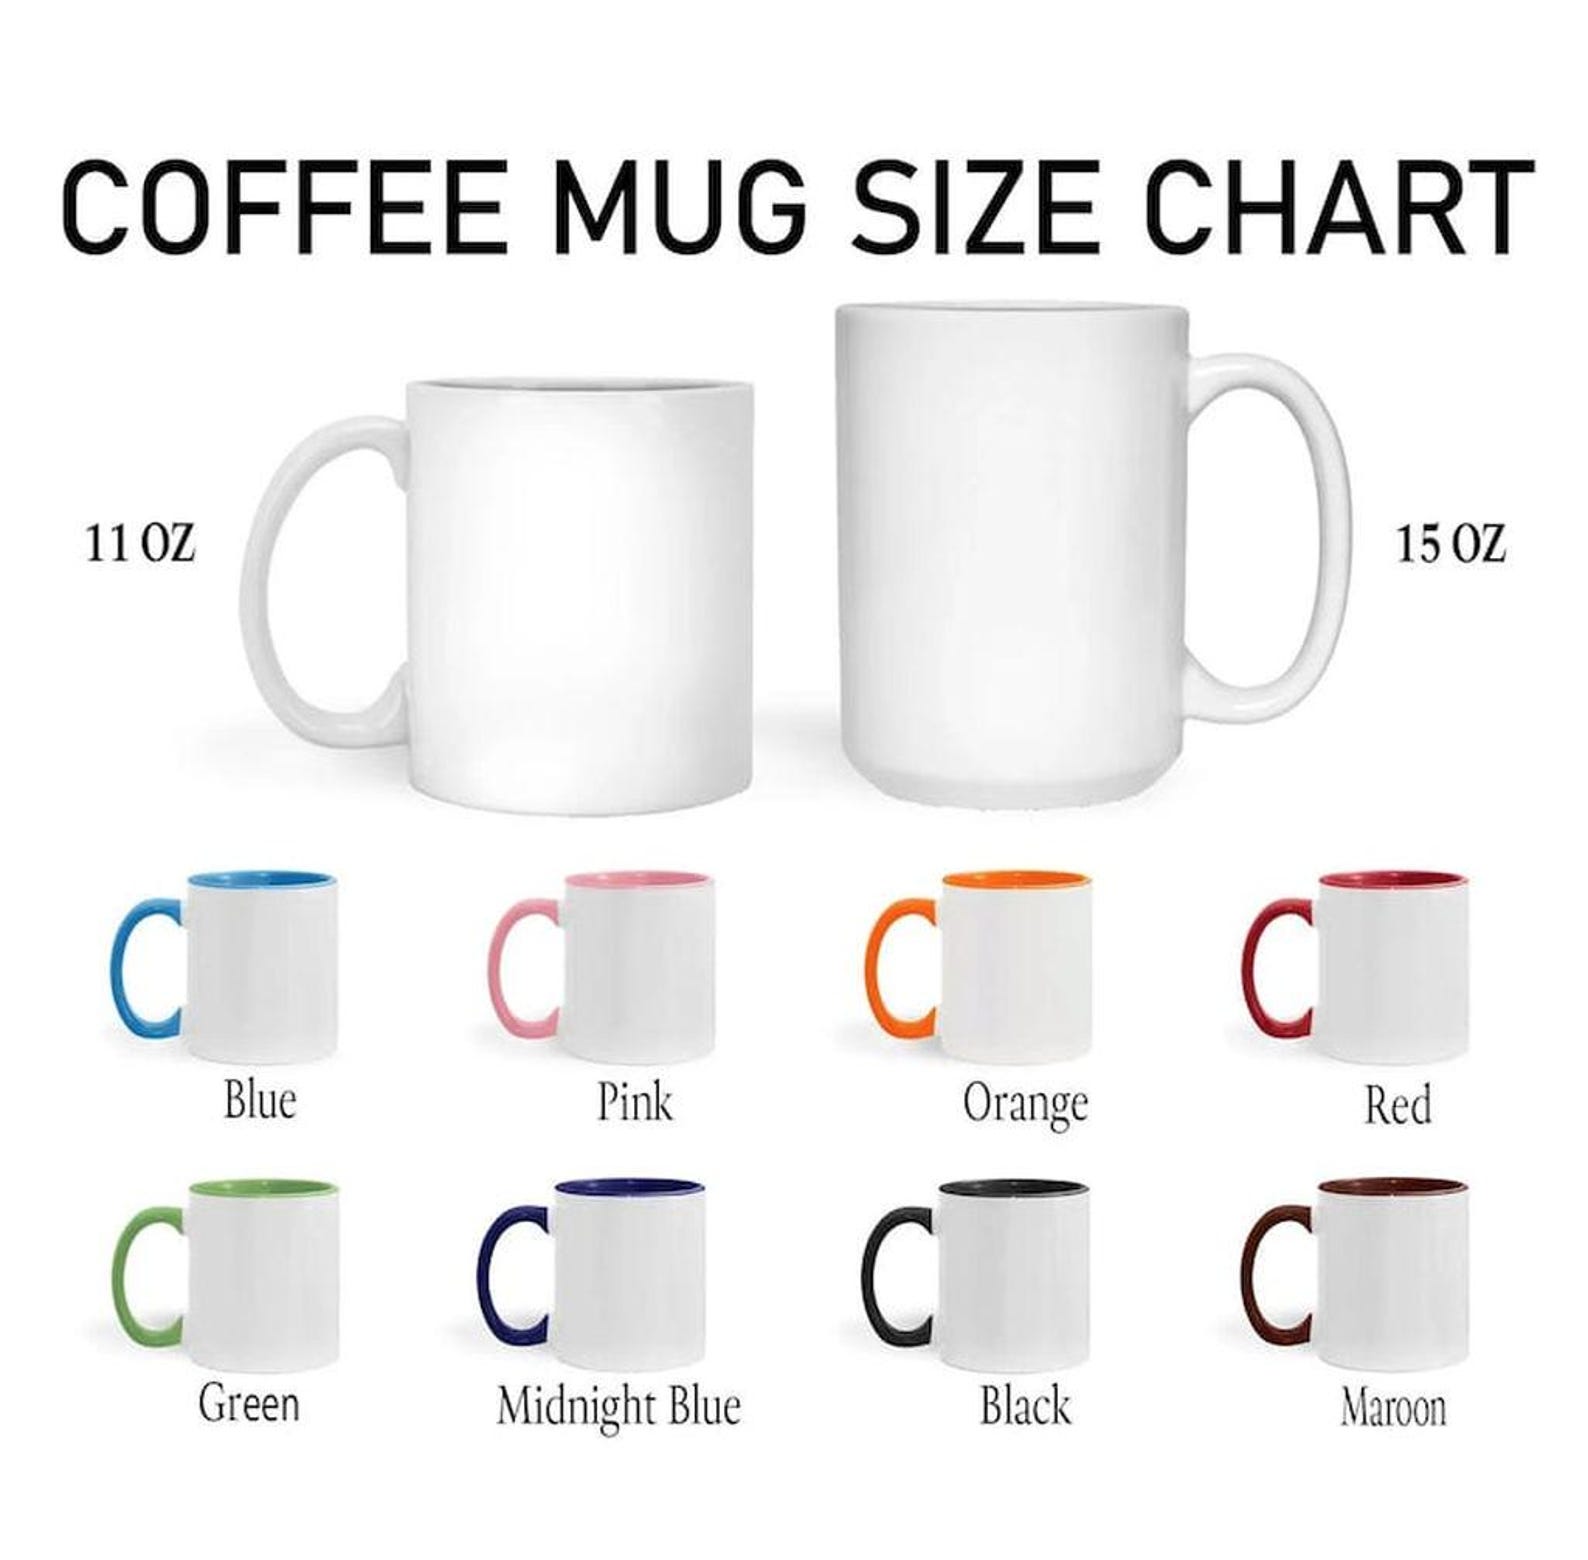 COFFEE MUG SIZE CHART
11 OZ
15 OZ
Blue
Pink
Orange
Red
Green
Midnight Blue
Black
Maroon